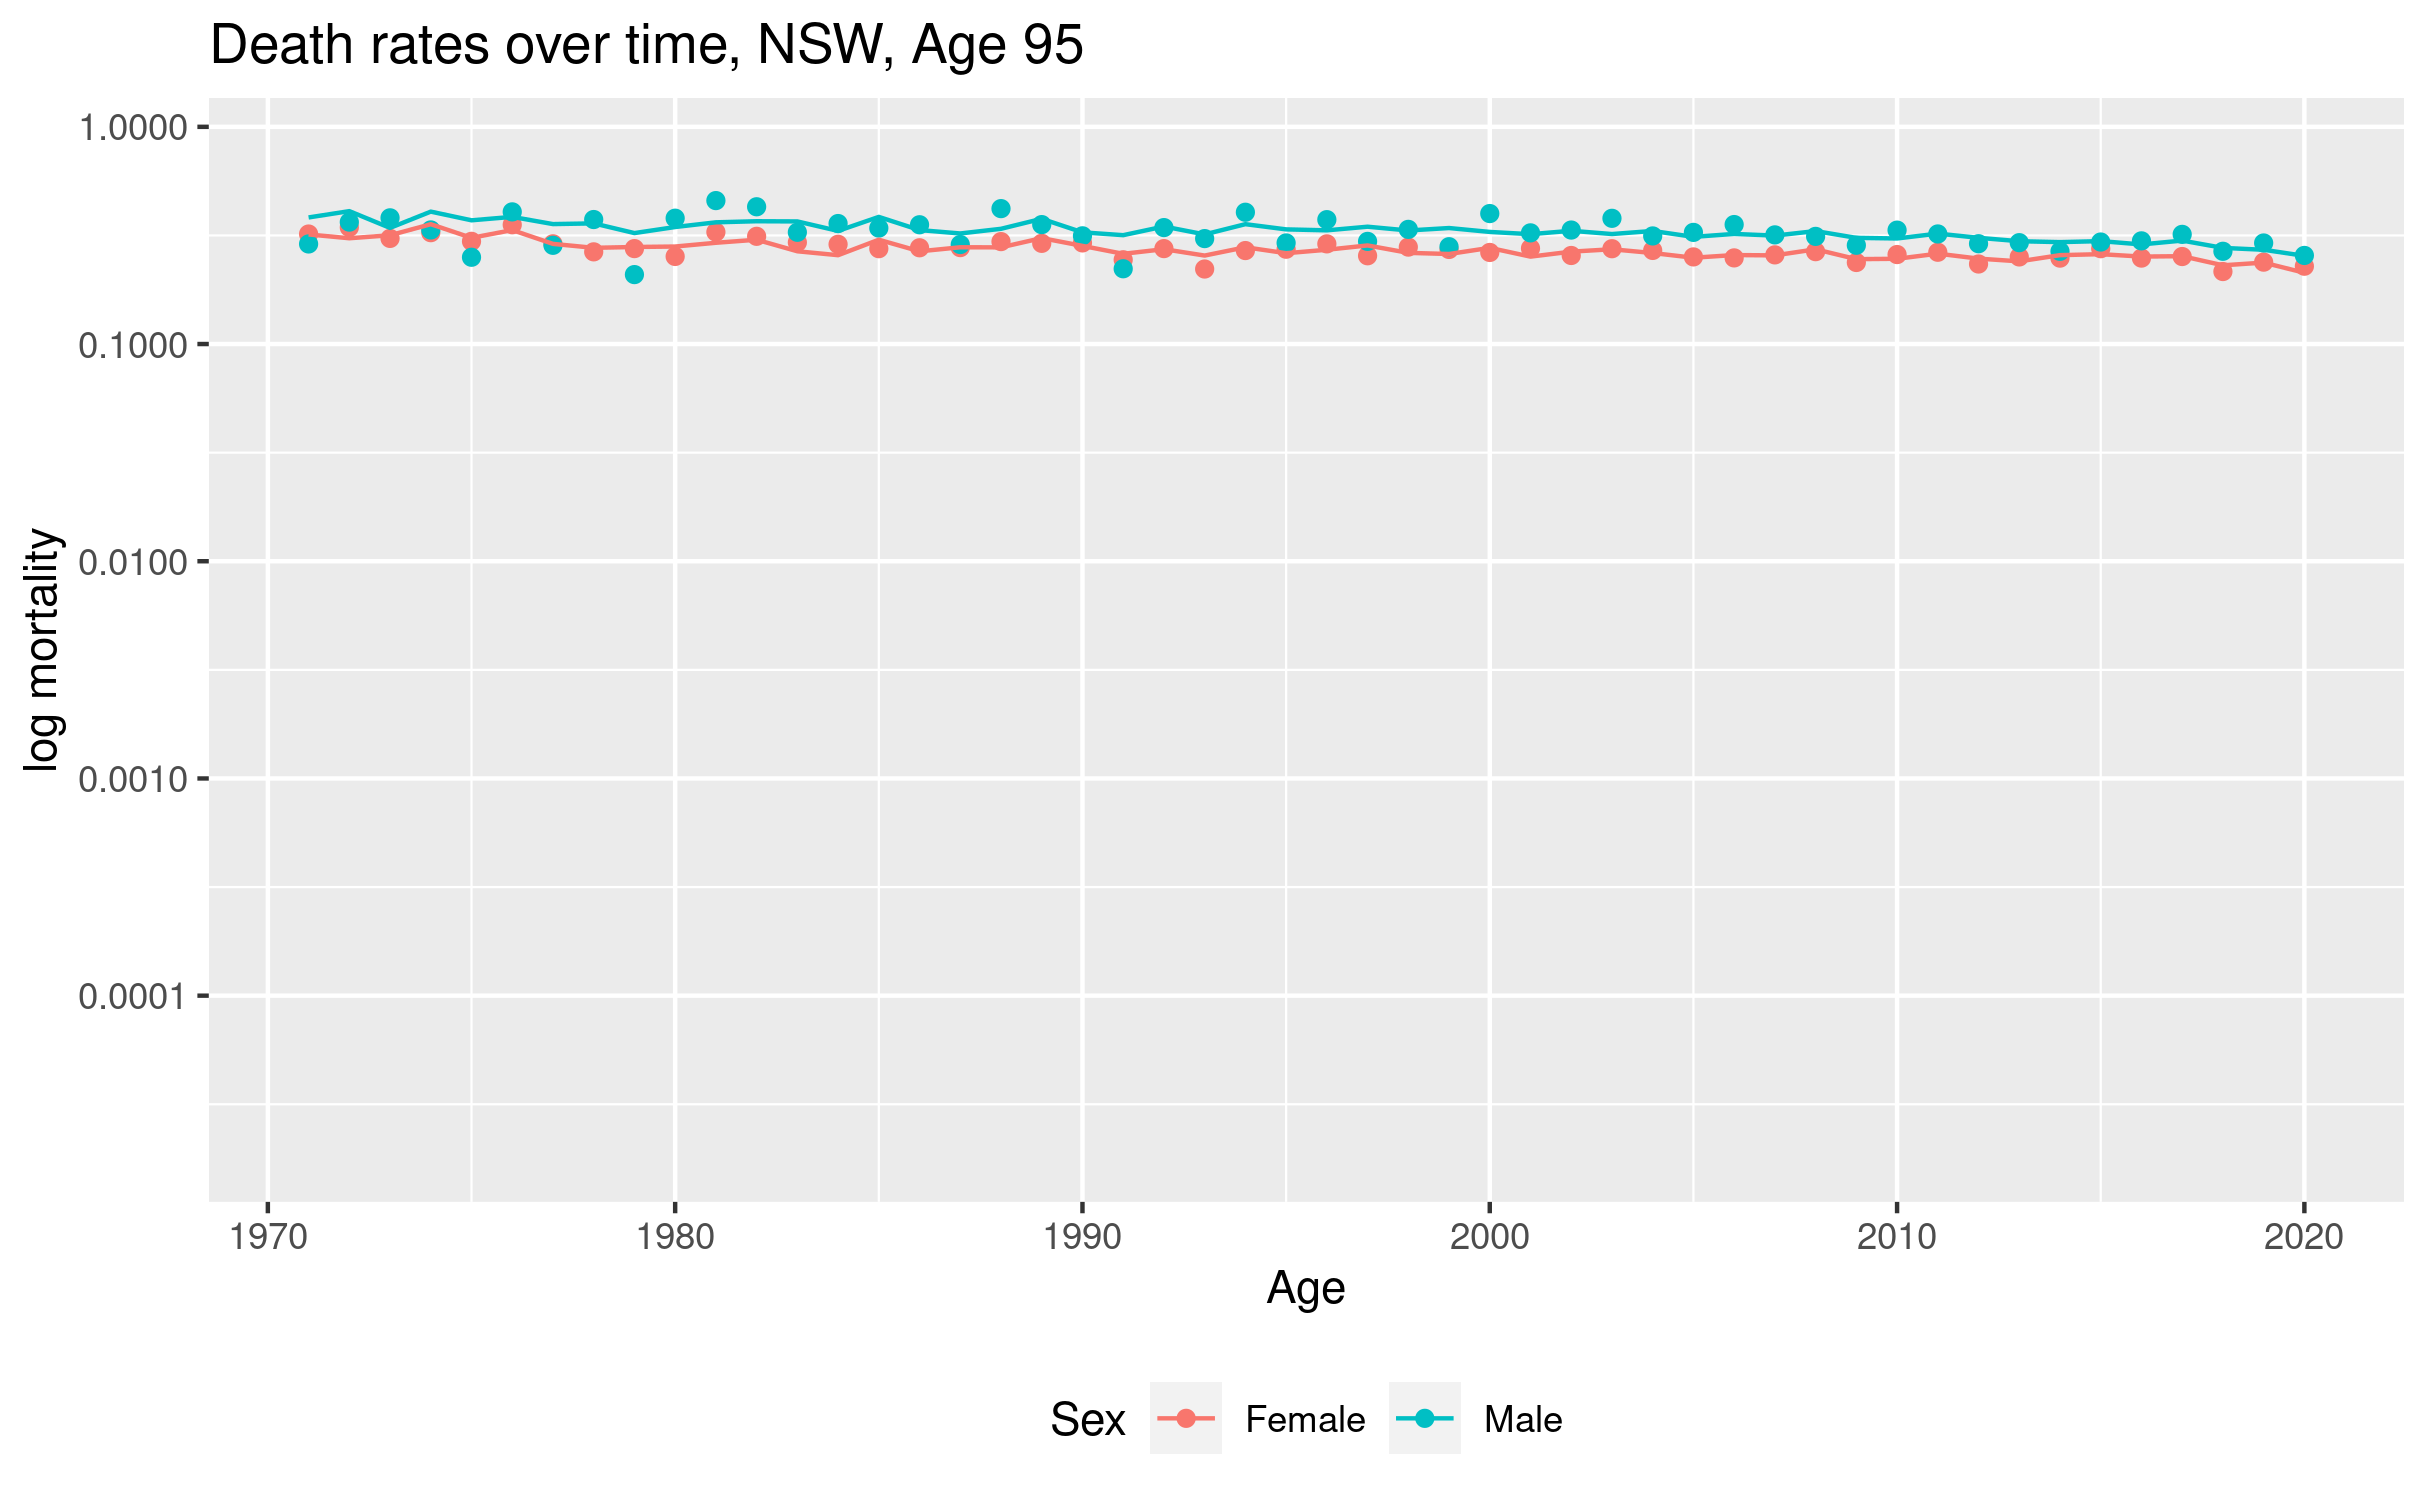 Death rates over time, NSW, Age 95
log mortality
1.0000
0.1000
0.0100
0.0010
0.0001
1970 1980 1990 2000 2010 2020
Age
Sex Female Male